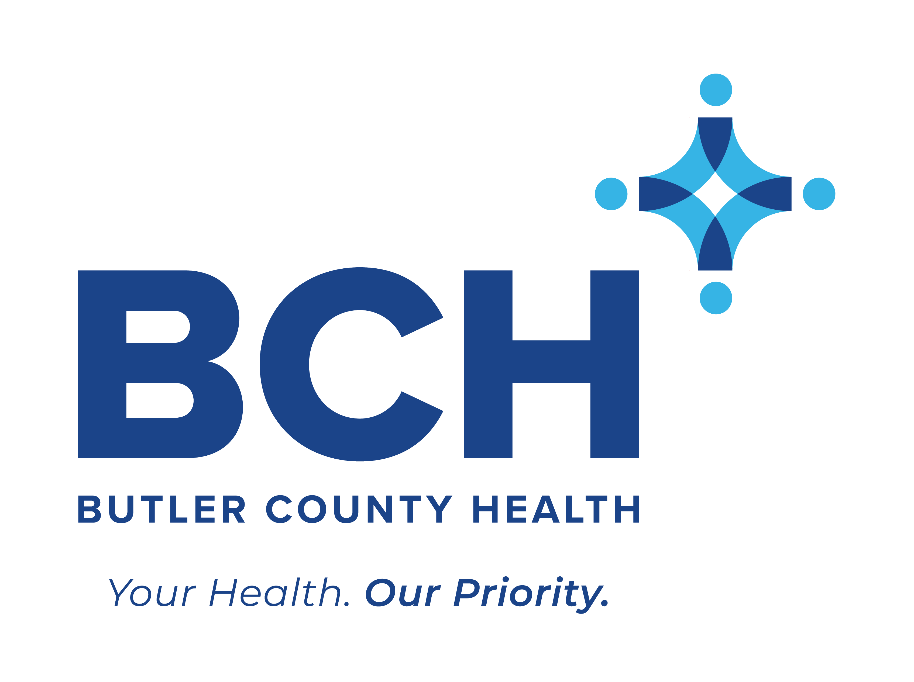 BCH
BUTLER COUNTY HEALTH
Your Health. Our Priority.